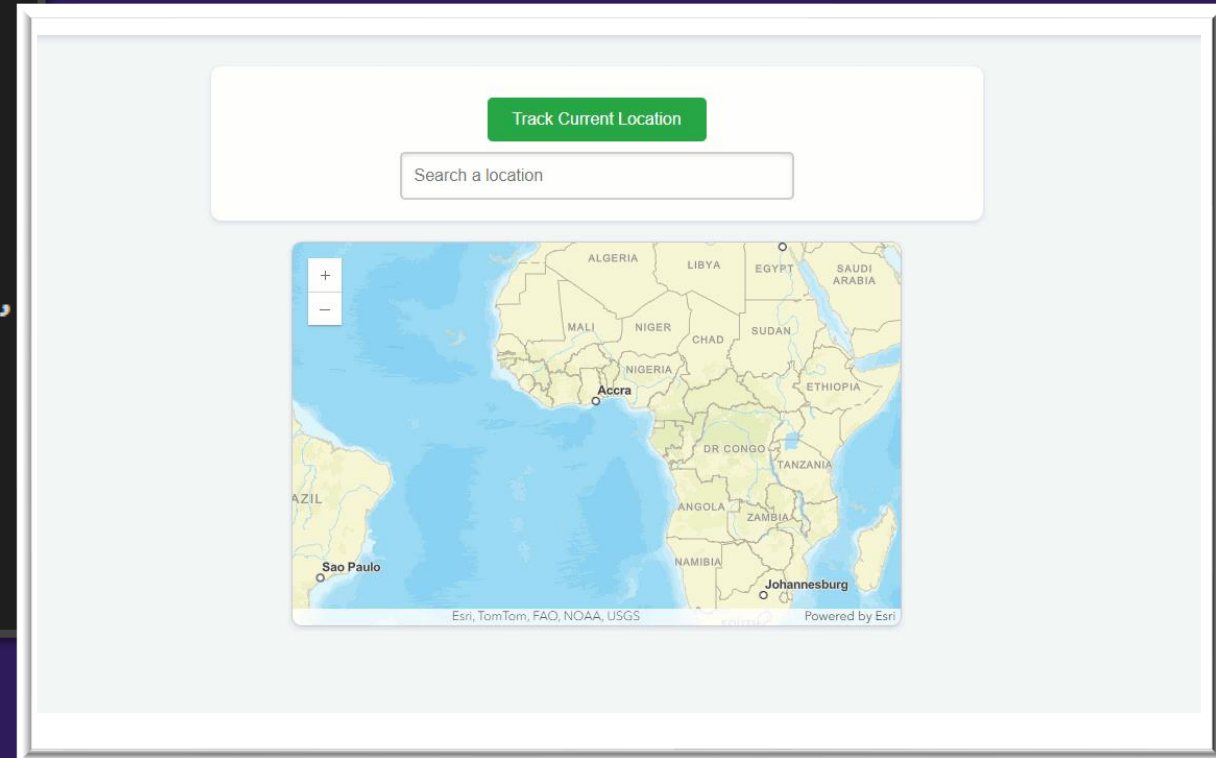 Track Current Location
Search a location
+
−
ALGERIA
LIBYA
EGYPT
SAUDI
ARABIA
MALI
NIGER
CHAD
SUDAN
NIGERIA
ETHIOPIA
Accra
DR CONGO
TANZANIA
AZIL
ANGOLA
ZAMBIA
NAMIBIA
Sao Paulo
Johannesburg
SOUTH
Esri, TomTom, FAO, NOAA, USGS
Powered by Esri